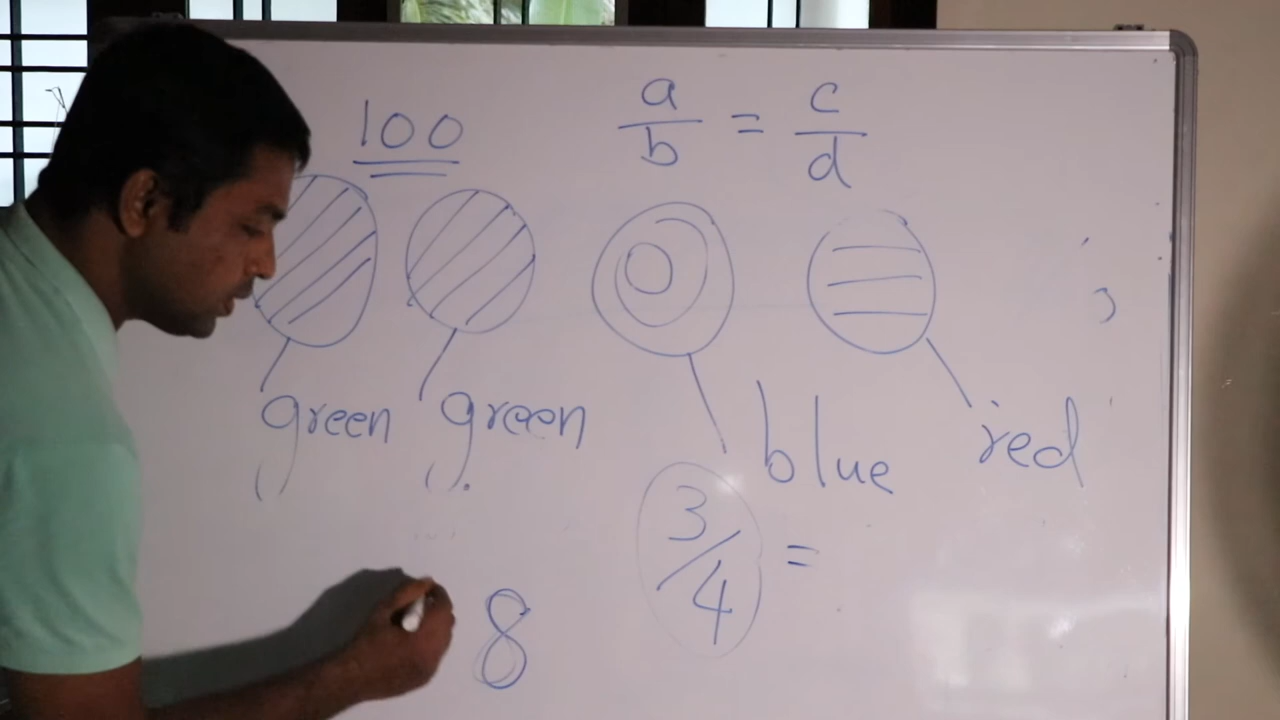 100
a/b = c/d
green green blue red
3/4 =
8